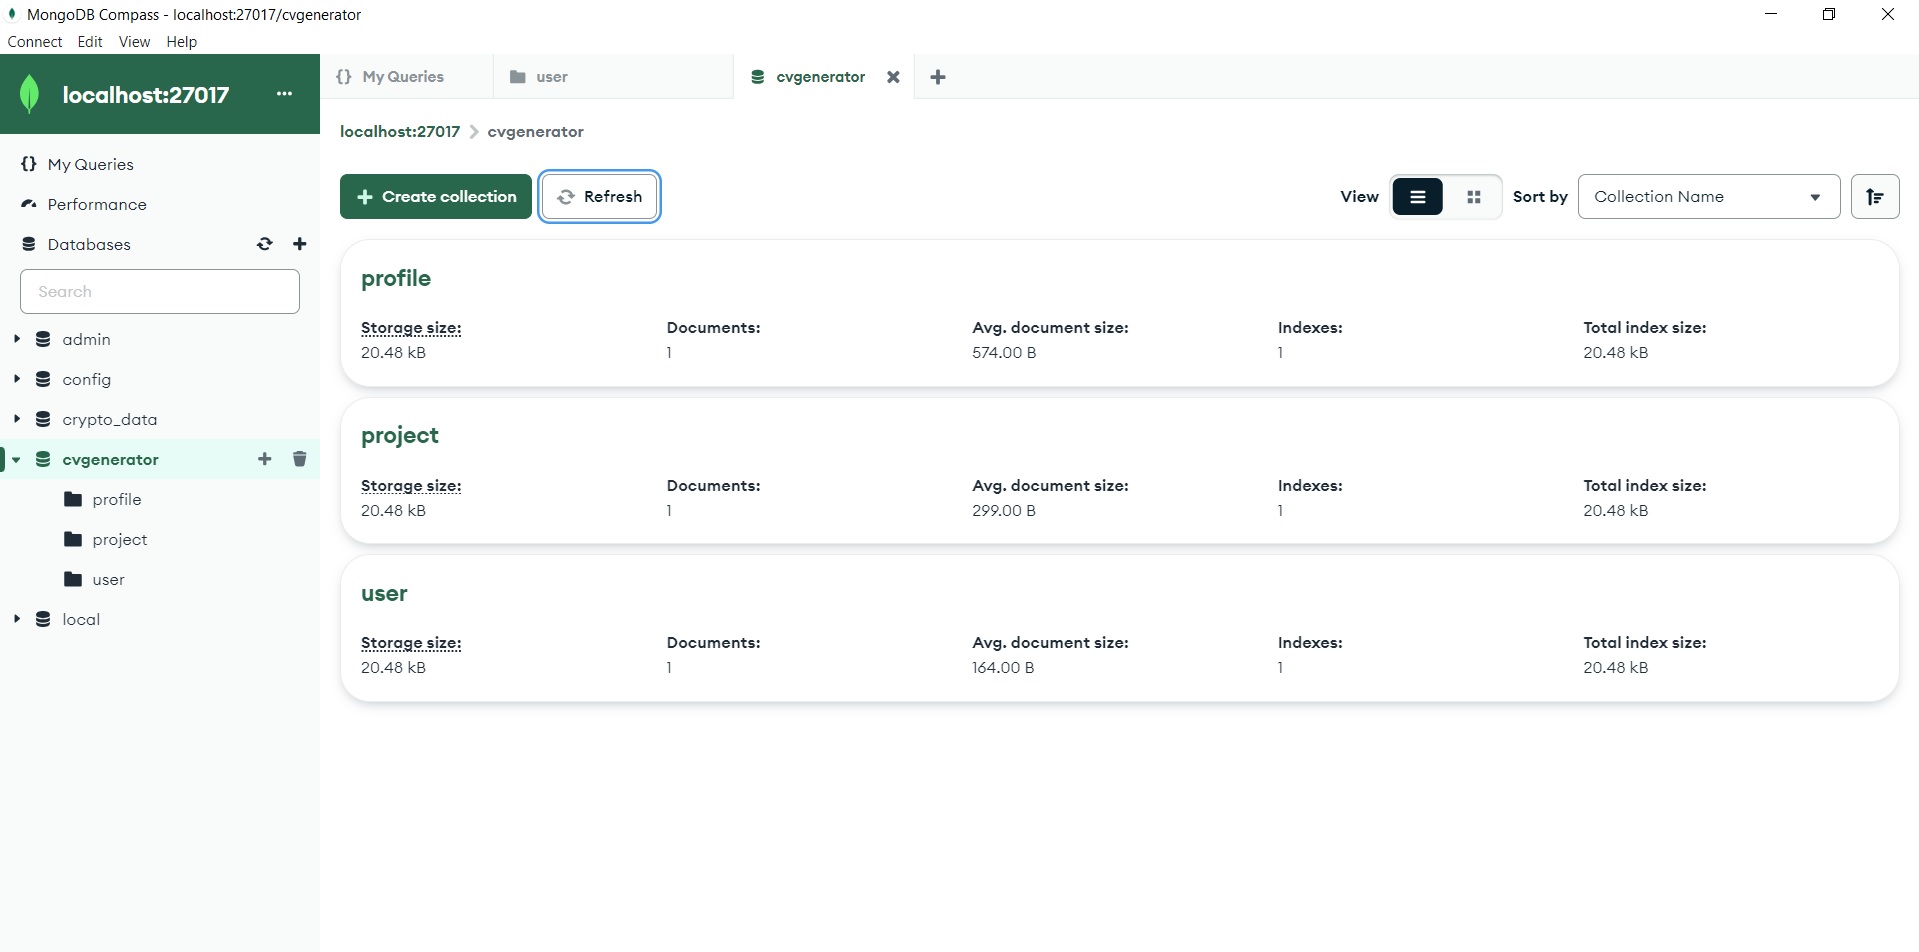 MongoDB Compass - localhost:27017/cvgenerator
Connect Edit View Help
localhost:27017 ...
{} My Queries
Performance
Databases
Search
admin
config
crypto_data
cvgenerator
profile
project
user
local
{} My Queries user cvgenerator
localhost:27017 > cvgenerator
+ Create collection Refresh View Sort by Collection Name
profile
Storage size: Documents: Avg. document size: Indexes: Total index size:
20.48 kB 1 574.00 B 1 20.48 kB
project
Storage size: Documents: Avg. document size: Indexes: Total index size:
20.48 kB 1 299.00 B 1 20.48 kB
user
Storage size: Documents: Avg. document size: Indexes: Total index size:
20.48 kB 1 164.00 B 1 20.48 kB